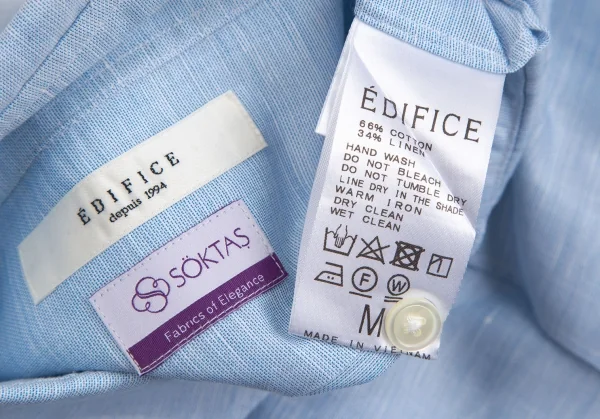 ÉDIFICE
depuis 1994
SÖKTAŞ
Fabrics of Elegance
ÉDIFICE
66% COTTON
34% LINEN
HAND WASH
DO NOT BLEACH
DO NOT TUMBLE DRY
LINE DRY IN THE SHADE
WARM IRON
DRY CLEAN
WET CLEAN
F W
M
MADE IN VIETNAM